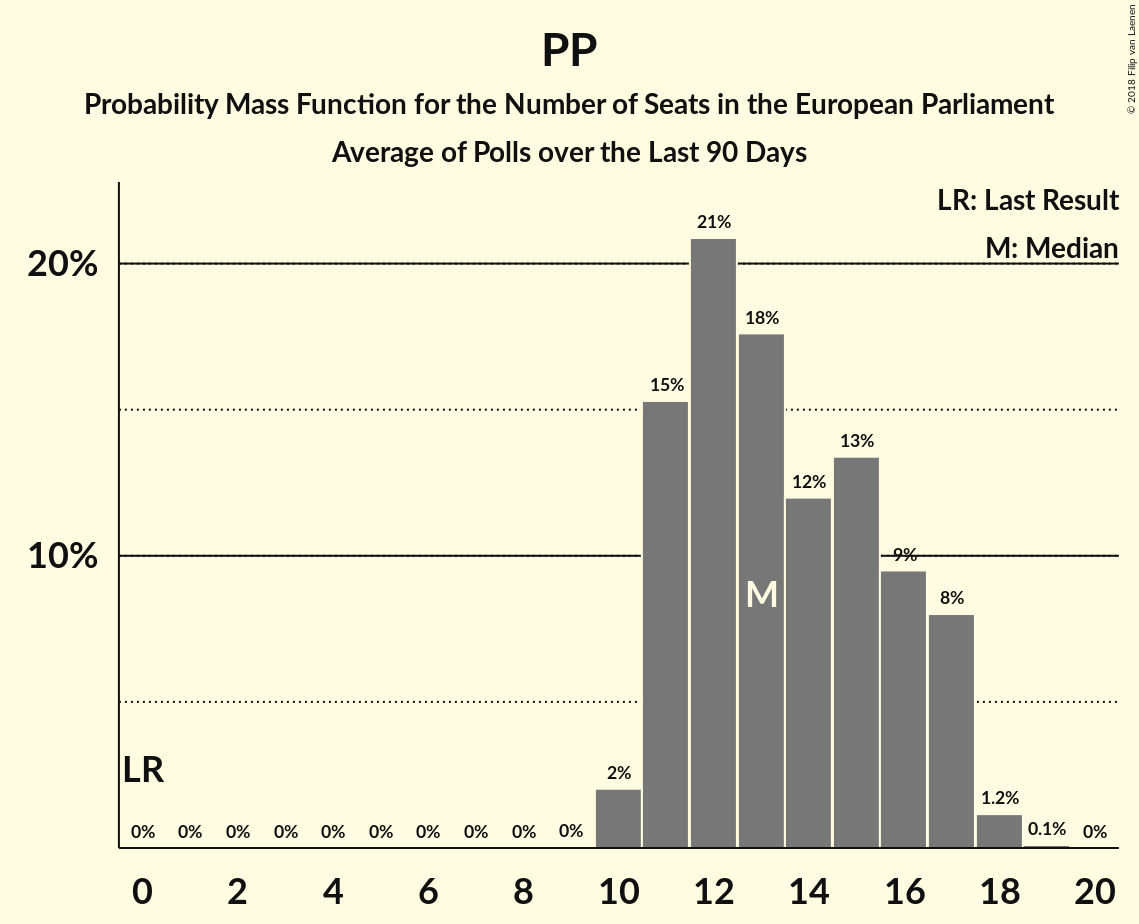 © 2018 Filip van Laenen
PP
Probability Mass Function for the Number of Seats in the European Parliament
Average of Polls over the Last 90 Days
LR: Last Result
M: Median
20%
10%
21%
18%
15%
13%
12%
9%
8%
M
LR
2%
1.2%
0.1%
0% 0% 0% 0% 0% 0% 0% 0% 0% 0% 0%
0 2 4 6 8 10 12 14 16 18 20